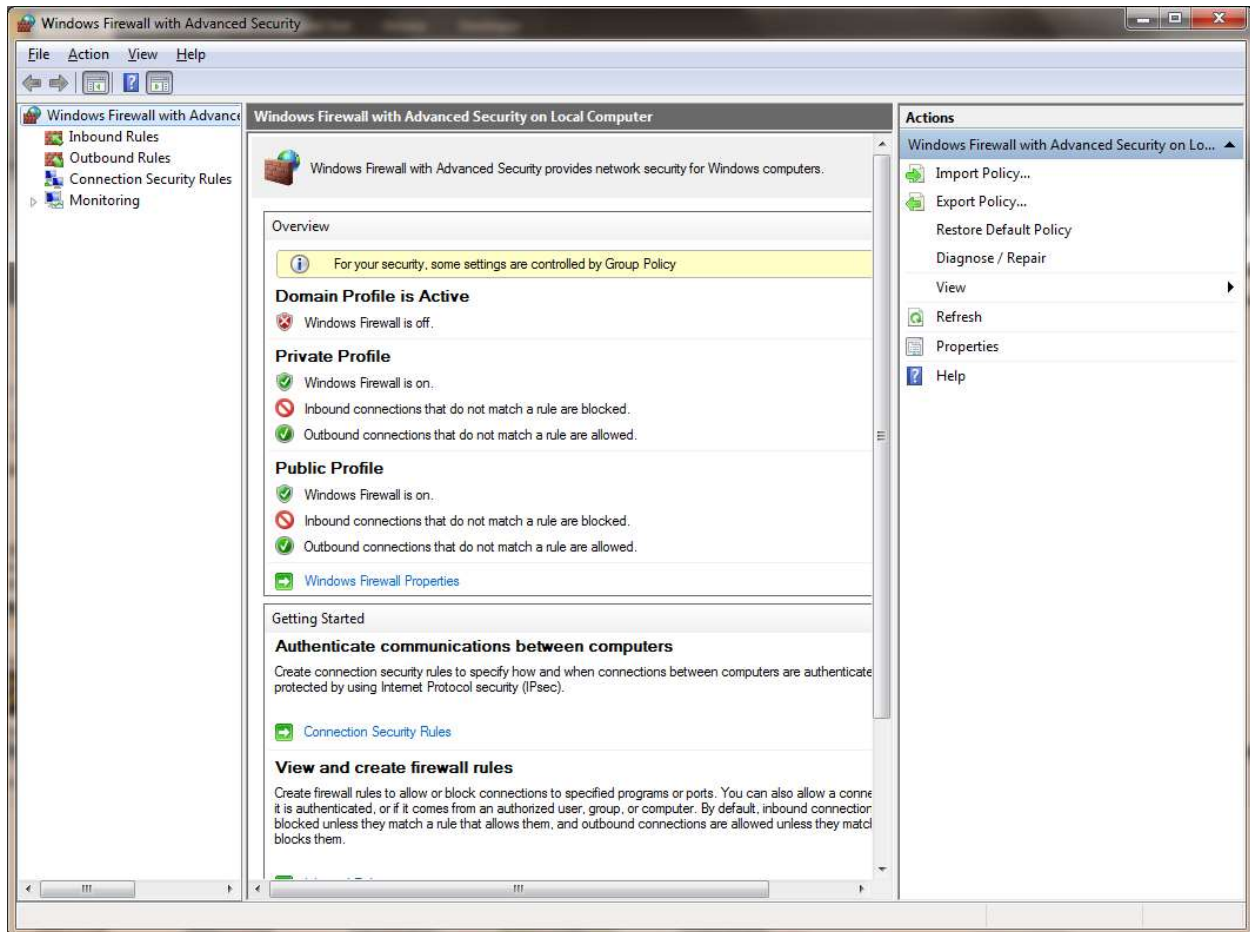 Windows Firewall with Advanced Security
File Action View Help
Windows Firewall with Advance
Inbound Rules
Outbound Rules
Connection Security Rules
Monitoring
Windows Firewall with Advanced Security on Local Computer
Windows Firewall with Advanced Security provides network security for Windows computers.
Overview
For your security, some settings are controlled by Group Policy
Domain Profile is Active
Windows Firewall is off.
Private Profile
Windows Firewall is on.
Inbound connections that do not match a rule are blocked.
Outbound connections that do not match a rule are allowed.
Public Profile
Windows Firewall is on.
Inbound connections that do not match a rule are blocked.
Outbound connections that do not match a rule are allowed.
Windows Firewall Properties
Getting Started
Authenticate communications between computers
Create connection security rules to specify how and when connections between computers are authenticate
protected by using Internet Protocol security (IPsec).
Connection Security Rules
View and create firewall rules
Create firewall rules to allow or block connections to specified programs or ports. You can also allow a conne
it is authenticated, or if it comes from an authorized user, group, or computer. By default, inbound connection
blocked unless they match a rule that allows them, and outbound connections are allowed unless they match
blocks them.
Actions
Windows Firewall with Advanced Security on Lo...
Import Policy...
Export Policy...
Restore Default Policy
Diagnose / Repair
View
Refresh
Properties
Help